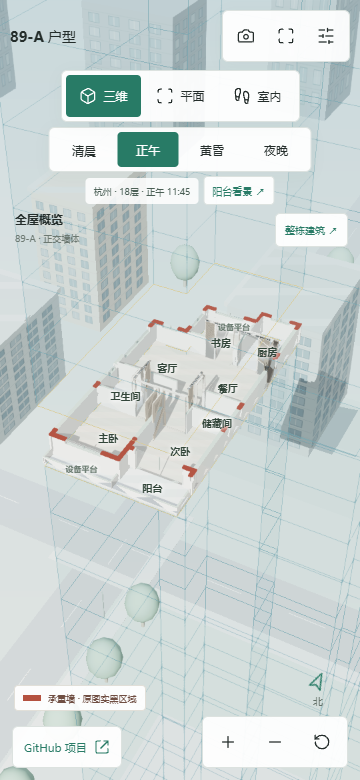 89-A 户型
三维
平面
室内
清晨
正午
黄昏
夜晚
杭州 · 18层 · 正午 11:45
阳台看景 ↗
全屋概览
89-A · 正交墙体
整栋建筑 ↗
设备平台
书房
厨房
客厅
餐厅
卫生间
储藏间
主卧
次卧
设备平台
阳台
承重墙 · 原图实黑区域
北
GitHub 项目